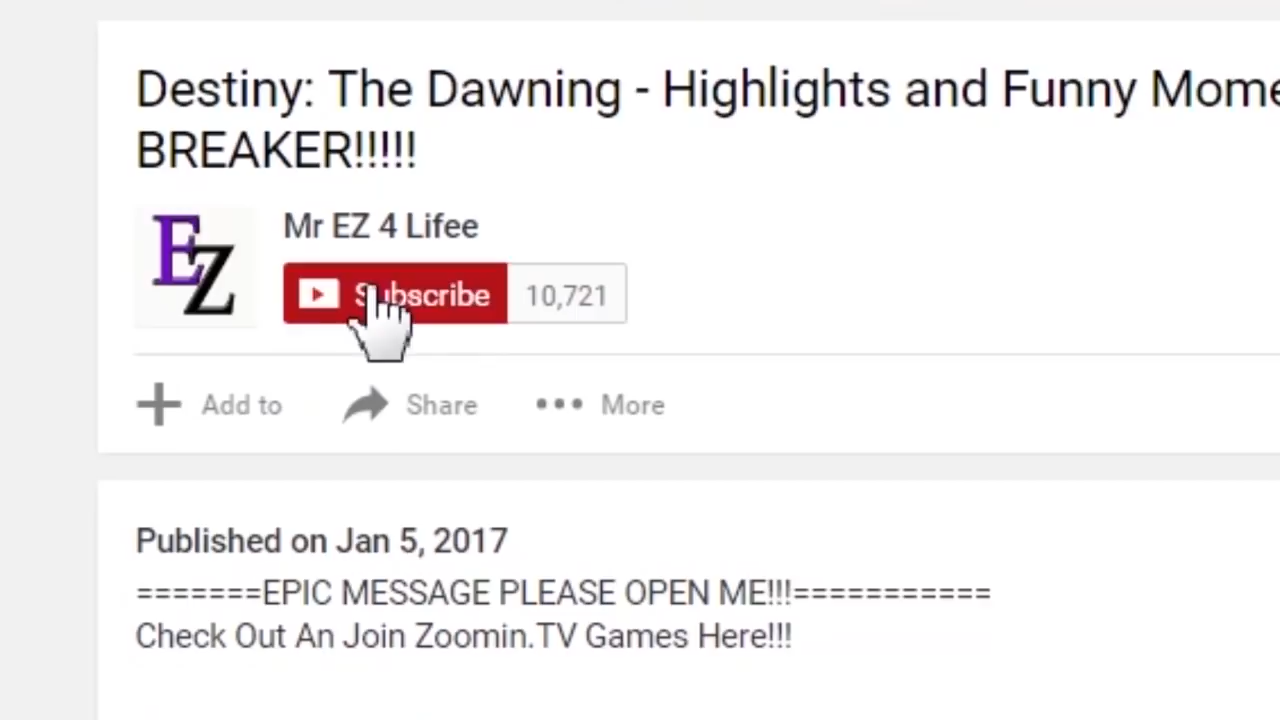 Destiny: The Dawning - Highlights and Funny Mome
BREAKER!!!!!
EZ
Mr EZ 4 Lifee
Subscribe 10,721
Add to Share More
Published on Jan 5, 2017
=======EPIC MESSAGE PLEASE OPEN ME!!!===========
Check Out An Join Zoomin.TV Games Here!!!